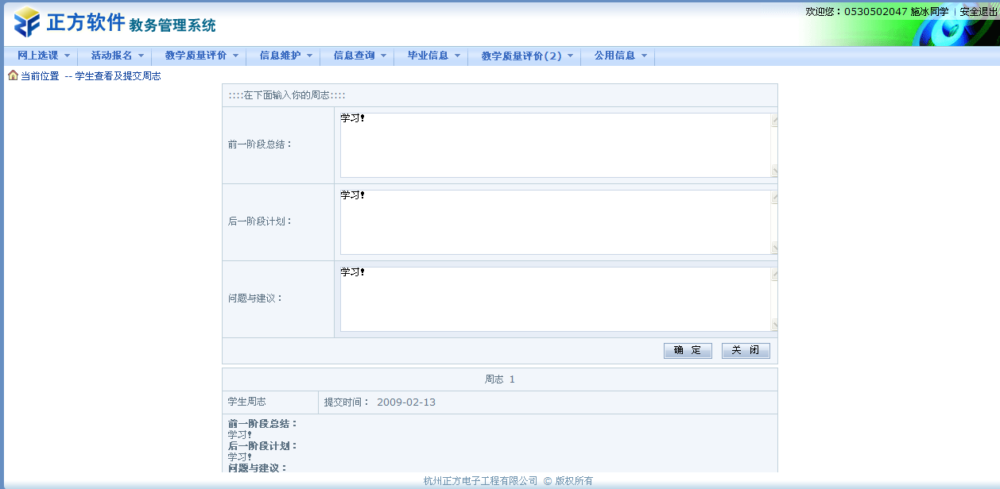 正方软件 教务管理系统
欢迎您：0530502047 施冰同学 | 安全退出
网上选课 活动报名 教学质量评价 信息维护 信息查询 毕业信息 教学质量评价(2) 公用信息
当前位置 -- 学生查看及提交周志
::::在下面输入你的周志::::
前一阶段总结：
学习！
后一阶段计划：
学习！
问题与建议：
学习！
确 定 关 闭
周志 1
学生周志 提交时间： 2009-02-13
前一阶段总结：
学习！
后一阶段计划：
学习！
问题与建议：
杭州正方电子工程有限公司 © 版权所有